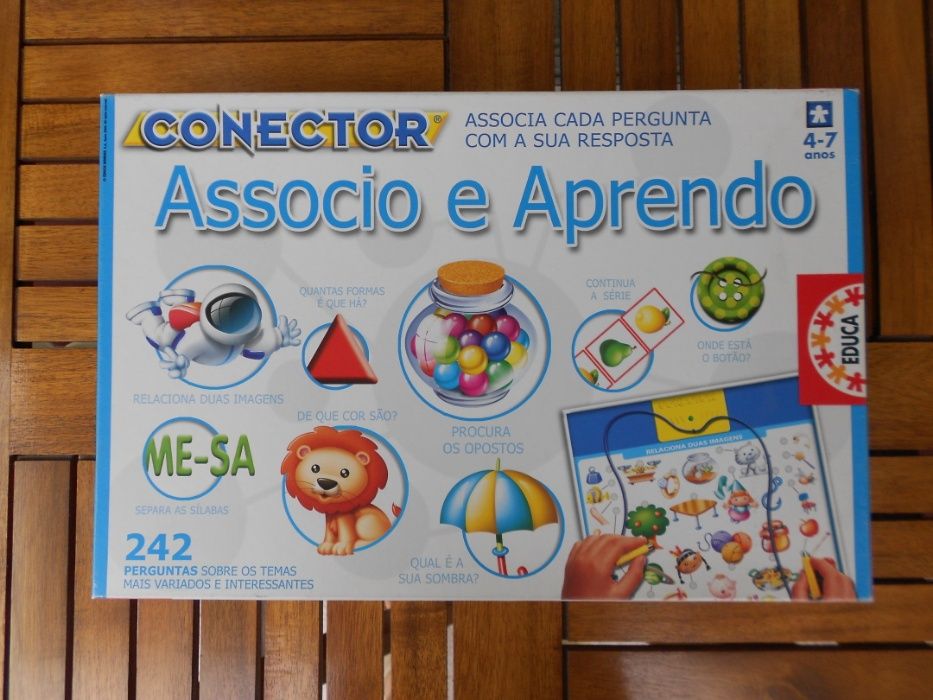 CONECTOR®
ASSOCIA CADA PERGUNTA
COM A SUA RESPOSTA
4-7
anos
Associo e Aprendo
QUANTAS FORMAS
É QUE HÁ?
CONTINUA
A SÉRIE
ONDE ESTÁ
O BOTÃO?
EDUCA
RELACIONA DUAS IMAGENS
DE QUE COR SÃO?
PROCURA
OS OPOSTOS
RELACIONA DUAS IMAGENS
ME-SA
SEPARA AS SÍLABAS
242
PERGUNTAS SOBRE OS TEMAS
MAIS VARIADOS E INTERESSANTES
QUAL É A
SUA SOMBRA?